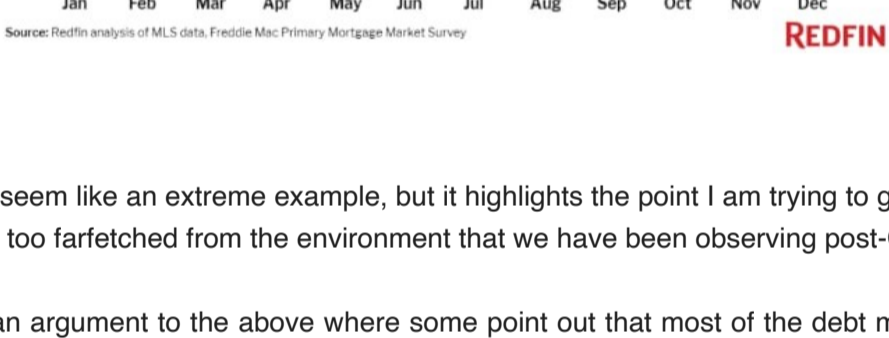 Jan Feb Mar Apr May Jun Jul Aug Sep Oct Nov Dec
Source: Redfin analysis of MLS data, Freddie Mac Primary Mortgage Market Survey
REDFIN
seem like an extreme example, but it highlights the point I am trying to g
too farfetched from the environment that we have been observing post-
an argument to the above where some point out that most of the debt m